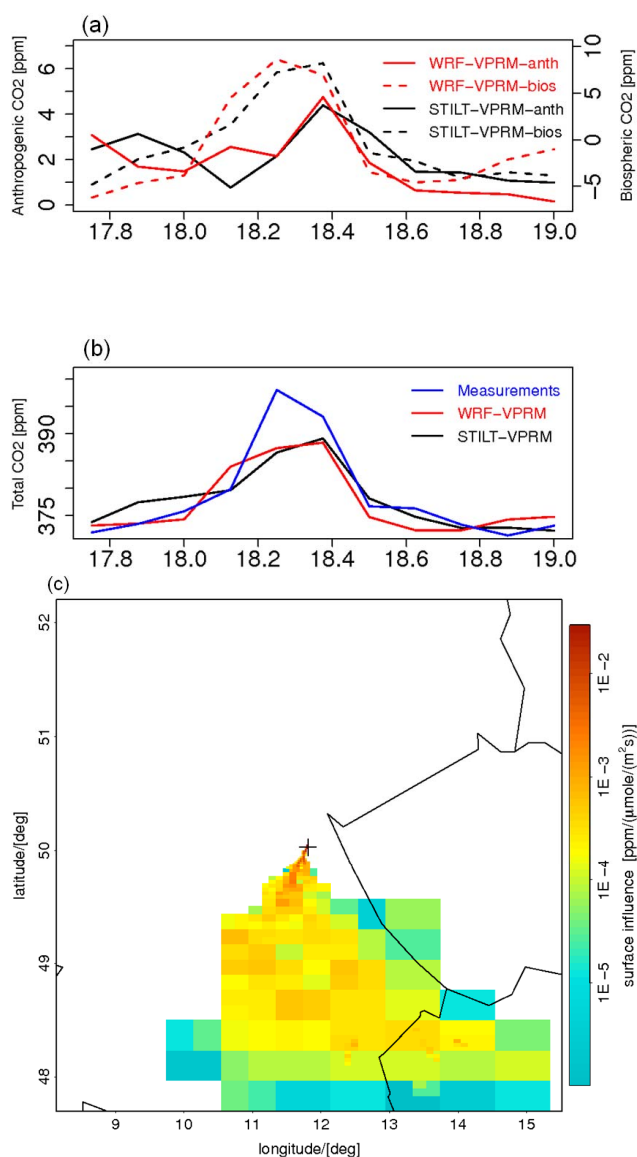 (a)
Anthropogenic CO2 [ppm]
6
4
2
0
WRF−VPRM−anth
WRF−VPRM−bios
STILT−VPRM−anth
STILT−VPRM−bios
10
5
0
−5
Biospheric CO2 [ppm]
17.8 18.0 18.2 18.4 18.6 18.8 19.0
(b)
Total CO2 [ppm]
390
375
Measurements
WRF−VPRM
STILT−VPRM
17.8 18.0 18.2 18.4 18.6 18.8 19.0
(c)
latitude/[deg]
52
51
50
49
48
9 10 11 12 13 14 15
longitude/[deg]
1E−2
1E−3
1E−4
1E−5
surface influence [ppm/(μmole/(m²s))]